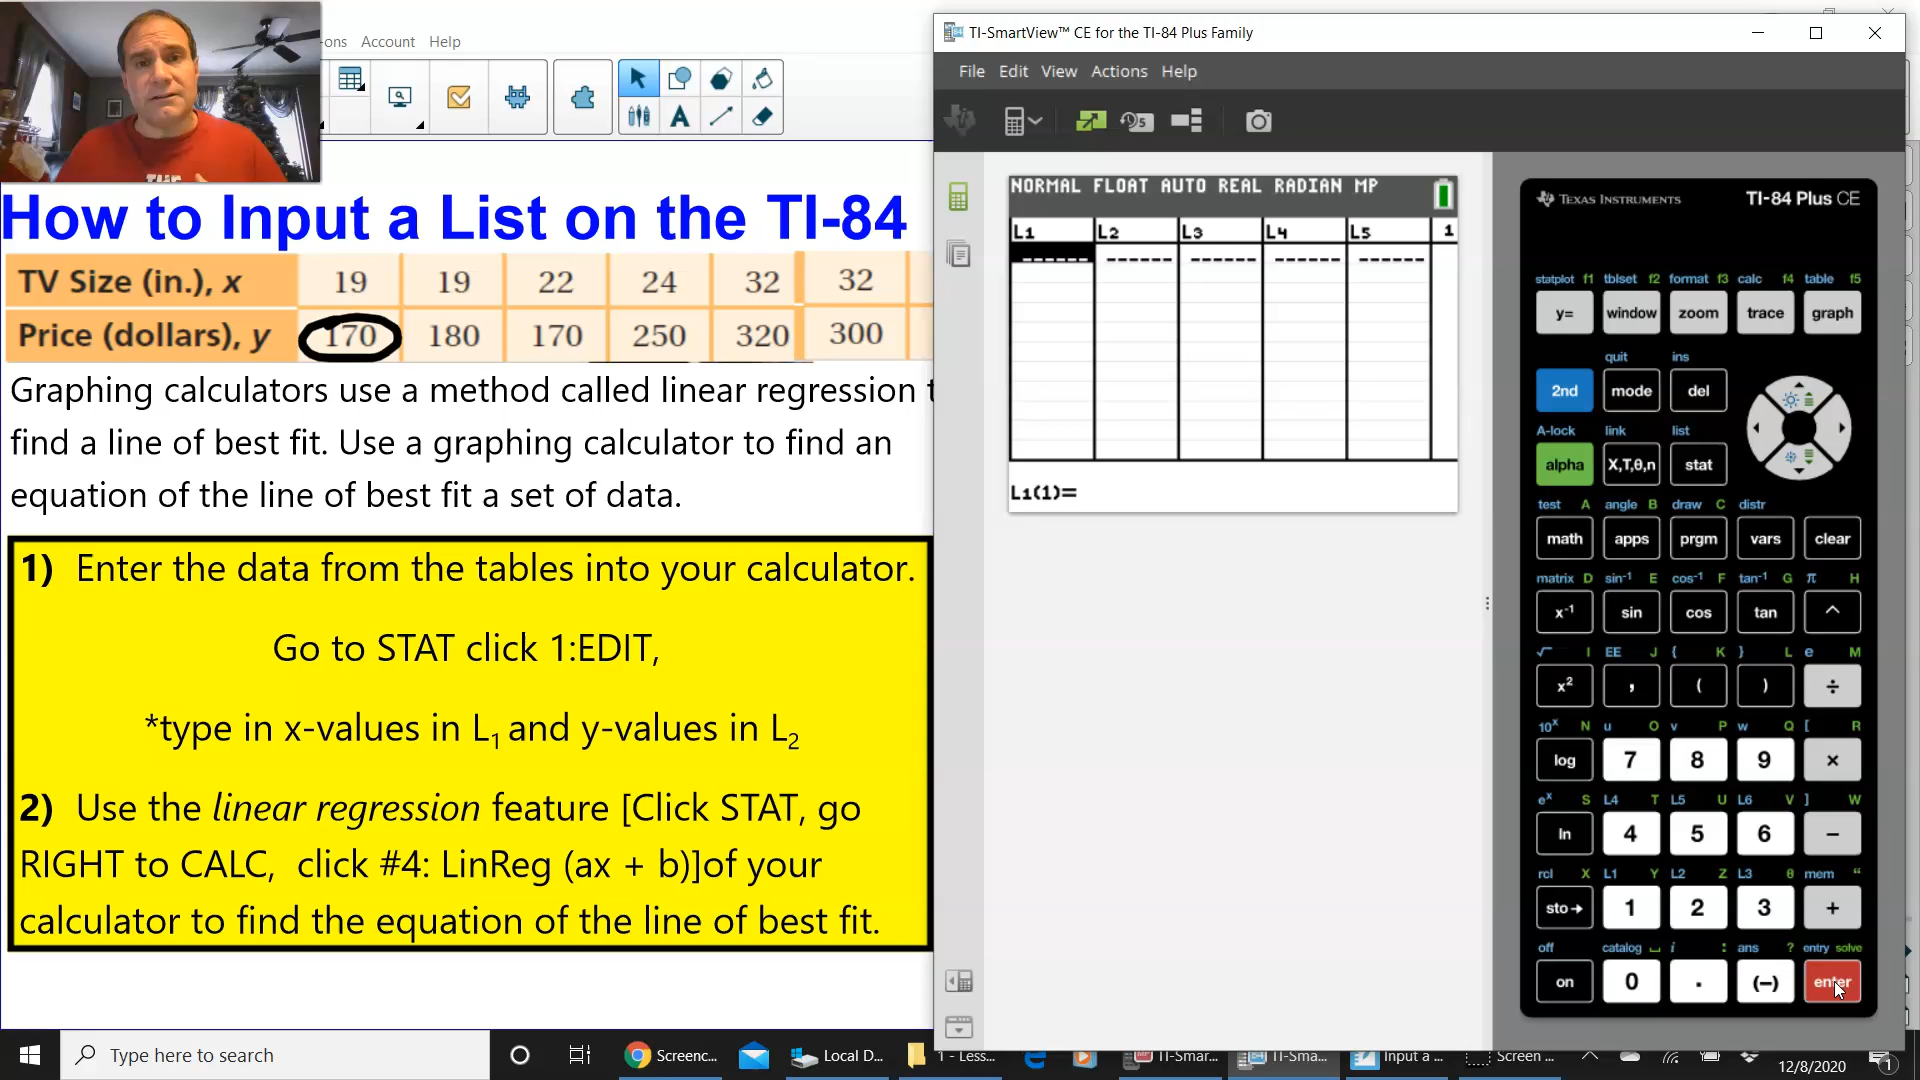 -ons Account Help
How to Input a List on the TI-84
TV Size (in.), x 19 19 22 24 32 32
Price (dollars), y 170 180 170 250 320 300
Graphing calculators use a method called linear regression t
find a line of best fit. Use a graphing calculator to find an
equation of the line of best fit a set of data.
1) Enter the data from the tables into your calculator.
Go to STAT click 1:EDIT,
*type in x-values in L1 and y-values in L2
2) Use the linear regression feature [Click STAT, go
RIGHT to CALC, click #4: LinReg (ax + b)]of your
calculator to find the equation of the line of best fit.
TI-SmartView™ CE for the TI-84 Plus Family
File Edit View Actions Help
NORMAL FLOAT AUTO REAL RADIAN MP
L1 L2 L3 L4 L5 1
------ ------ ------ ------ ------
L1(1)=
TEXAS INSTRUMENTS TI-84 Plus CE
statplot f1 tblset f2 format f3 calc f4 table f5
y= window zoom trace graph
quit ins
2nd mode del
A-lock link list
alpha X,T,θ,n stat
test A angle B draw C distr
math apps prgm vars clear
matrix D sin⁻¹ E cos⁻¹ F tan⁻¹ G π H
x⁻¹ sin cos tan ^
√ I EE J { K } L e M
x² , ( ) ÷
10ˣ N u O v P w Q [ R
log 7 8 9 ×
eˣ S L4 T L5 U L6 V ] W
ln 4 5 6 −
rcl X L1 Y L2 Z L3 θ mem "
sto→ 1 2 3 +
off catalog ⎵ i : ans ? entry solve
on 0 . (−) enter
Type here to search
Screenc... Local D... 1 - Less... TI-Smar... TI-Sma... Input a ... Screen ...
12/8/2020 1